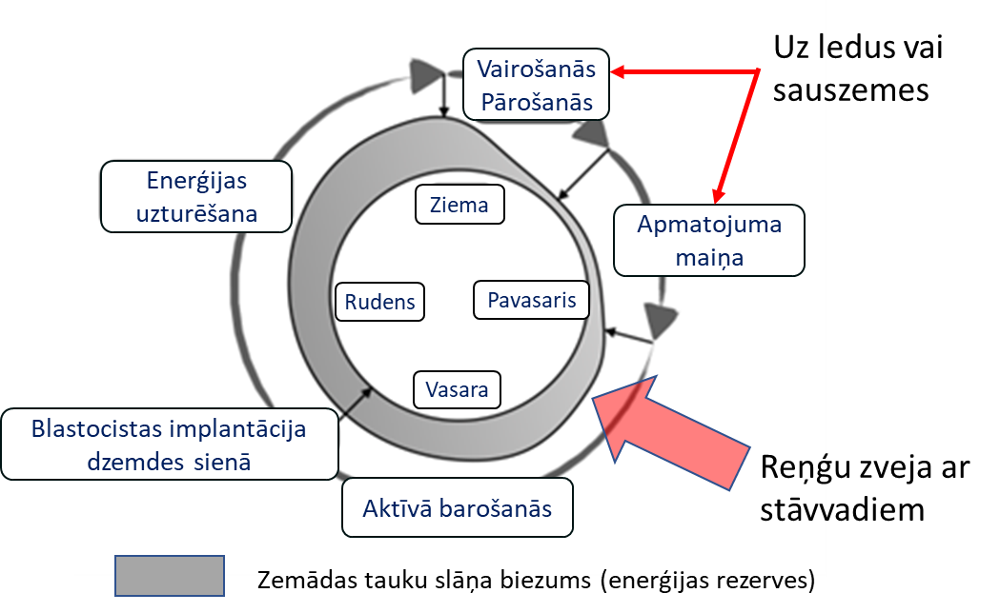 Uz ledus vai
sauszemes
Vairošanās
Pārošanās
Enerģijas
uzturēšana
Ziema
Apmatojuma
maiņa
Rudens
Pavasaris
Vasara
Blastocistas implantācija
dzemdes sienā
Reņģu zveja ar
stāvvadiem
Aktīvā barošanās
Zemādas tauku slāņa biezums (enerģijas rezerves)